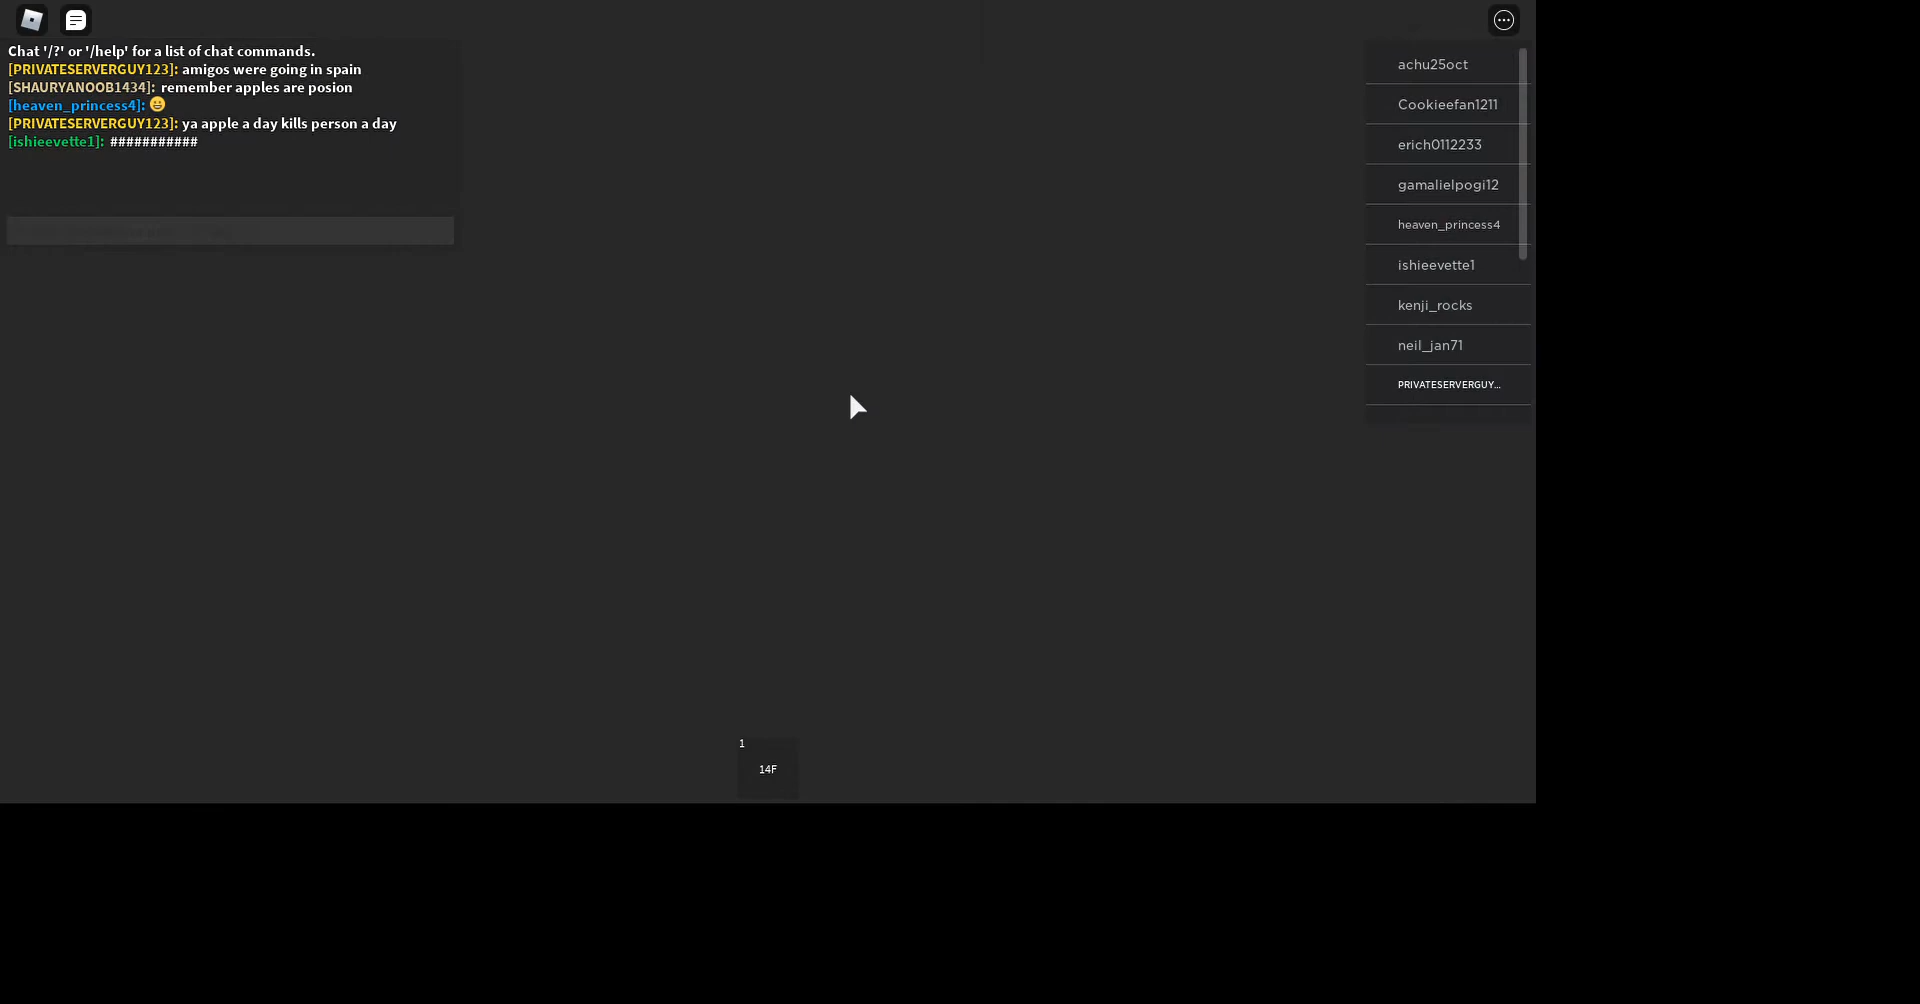 Chat '/?' or '/help' for a list of chat commands.
[PRIVATESERVERGUY123]: amigos were going in spain
[SHAURYANOOB1434]: remember apples are posion
[heaven_princess4]: 😀
[PRIVATESERVERGUY123]: ya apple a day kills person a day
[ishieevette1]: ###########
achu25oct
Cookieefan1211
erich0112233
gamalielpogi12
heaven_princess4
ishieevette1
kenji_rocks
neil_jan71
PRIVATESERVERGUY...
1
14F